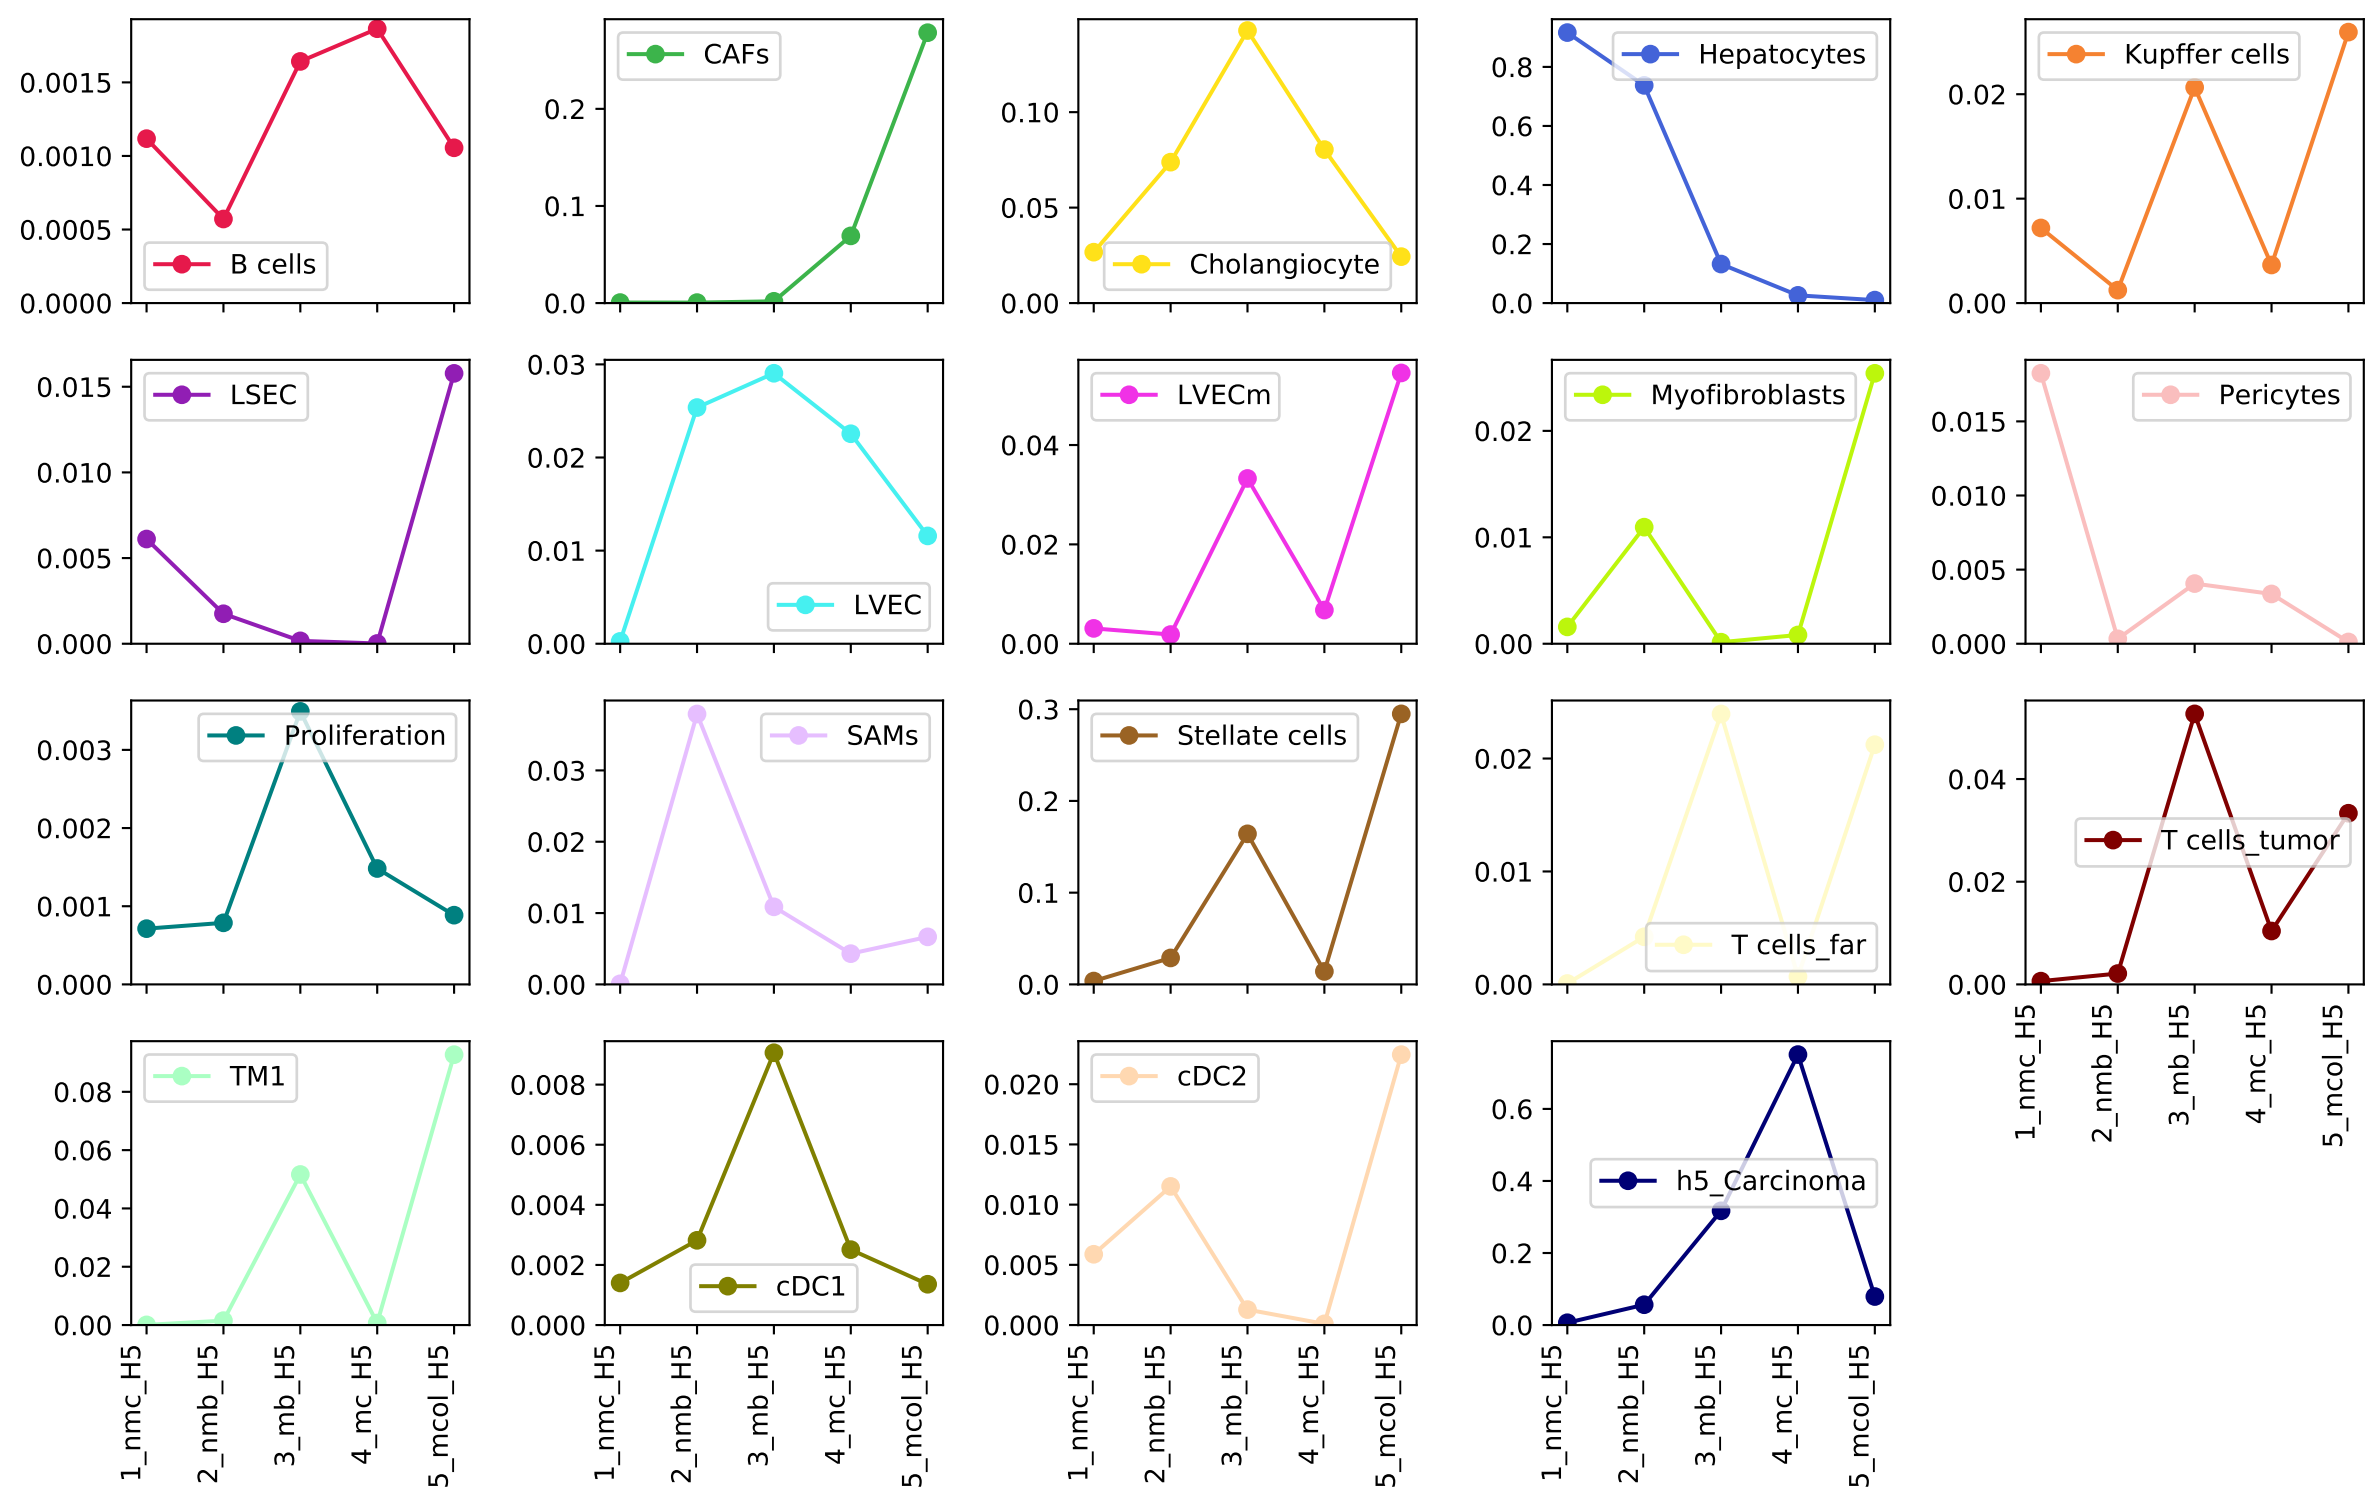 0.0015
0.0010
0.0005
0.0000
B cells
0.2
0.1
0.0
CAFs
0.10
0.05
0.00
Cholangiocyte
0.8
0.6
0.4
0.2
0.0
Hepatocytes
0.02
0.01
0.00
Kupffer cells
0.015
0.010
0.005
0.000
LSEC
0.03
0.02
0.01
0.00
LVEC
0.04
0.02
0.00
LVECm
0.02
0.01
0.00
Myofibroblasts
0.015
0.010
0.005
0.000
Pericytes
0.003
0.002
0.001
0.000
Proliferation
0.03
0.02
0.01
0.00
SAMs
0.3
0.2
0.1
0.0
Stellate cells
0.02
0.01
0.00
T cells_far
0.04
0.02
0.00
T cells_tumor
1_nmc_H5
2_nmb_H5
3_mb_H5
4_mc_H5
5_mcol_H5
0.08
0.06
0.04
0.02
0.00
TM1
1_nmc_H5
2_nmb_H5
3_mb_H5
4_mc_H5
5_mcol_H5
0.008
0.006
0.004
0.002
0.000
cDC1
1_nmc_H5
2_nmb_H5
3_mb_H5
4_mc_H5
5_mcol_H5
0.020
0.015
0.010
0.005
0.000
cDC2
1_nmc_H5
2_nmb_H5
3_mb_H5
4_mc_H5
5_mcol_H5
0.6
0.4
0.2
0.0
h5_Carcinoma
1_nmc_H5
2_nmb_H5
3_mb_H5
4_mc_H5
5_mcol_H5